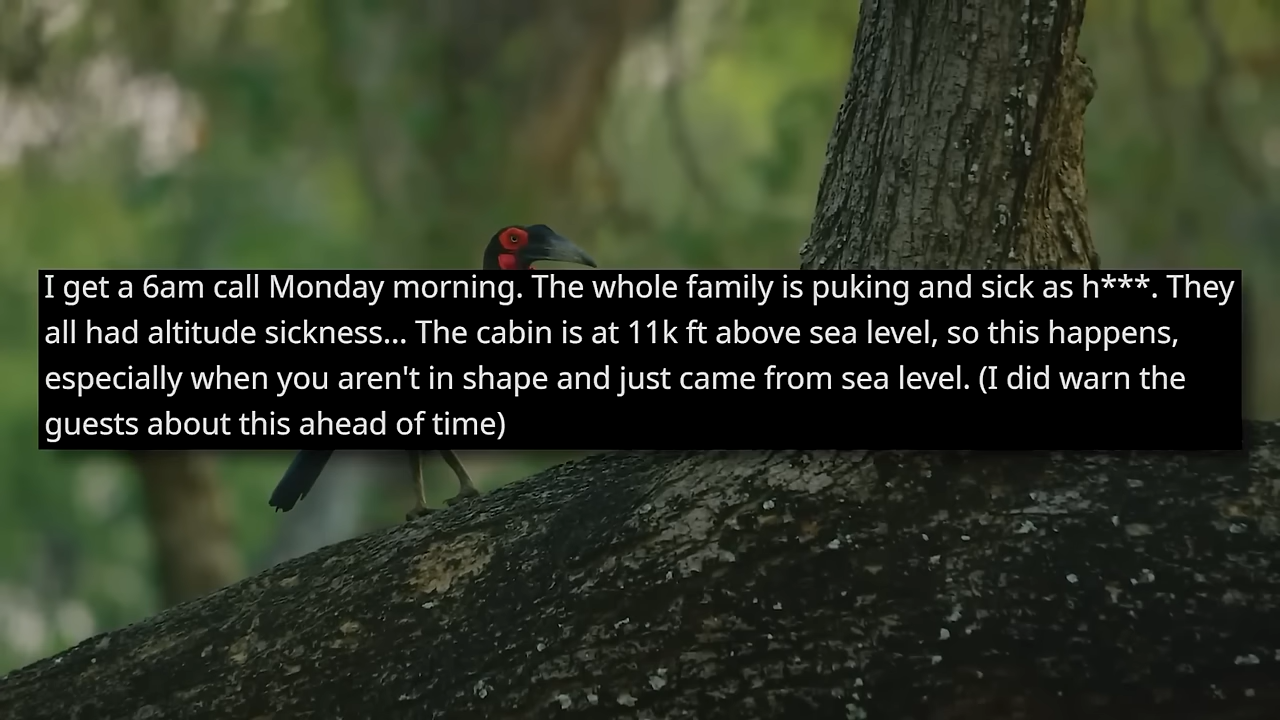 I get a 6am call Monday morning. The whole family is puking and sick as h***. They
all had altitude sickness... The cabin is at 11k ft above sea level, so this happens,
especially when you aren't in shape and just came from sea level. (I did warn the
guests about this ahead of time)